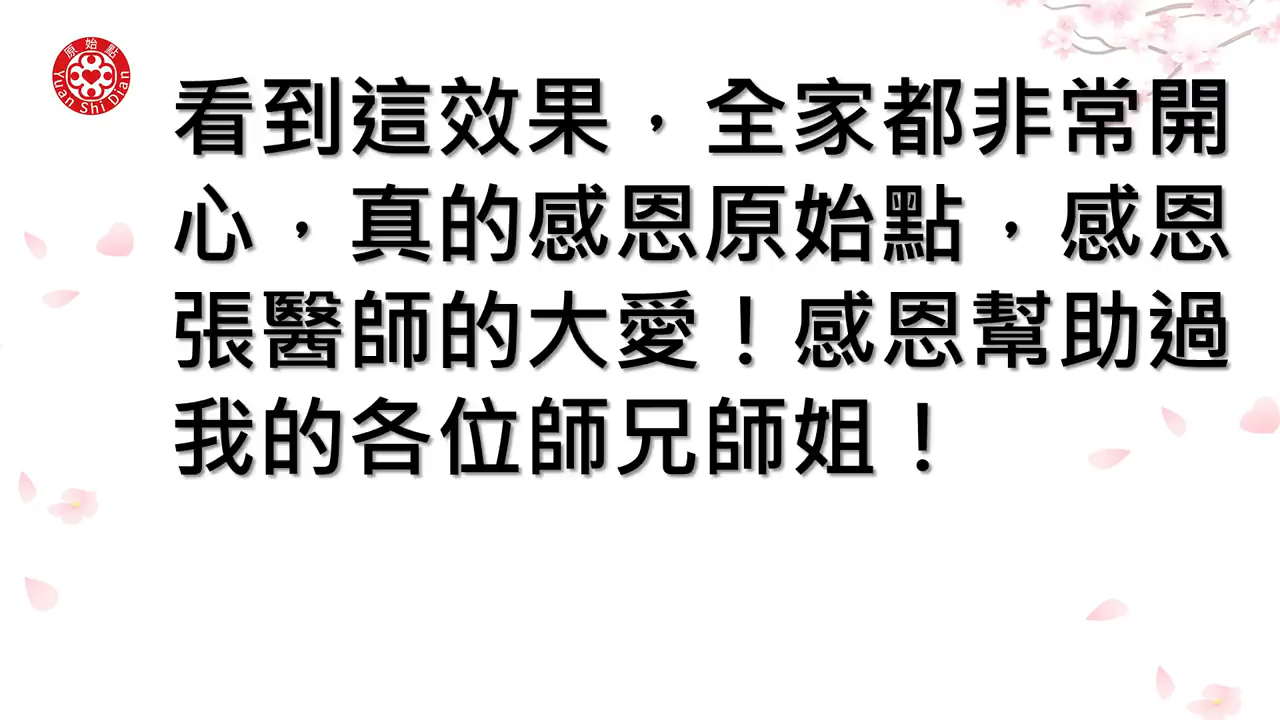 原始點
Yuan Shi Dian
看到這效果，全家都非常開
心，真的感恩原始點，感恩
張醫師的大愛！感恩幫助過
我的各位師兄師姐！